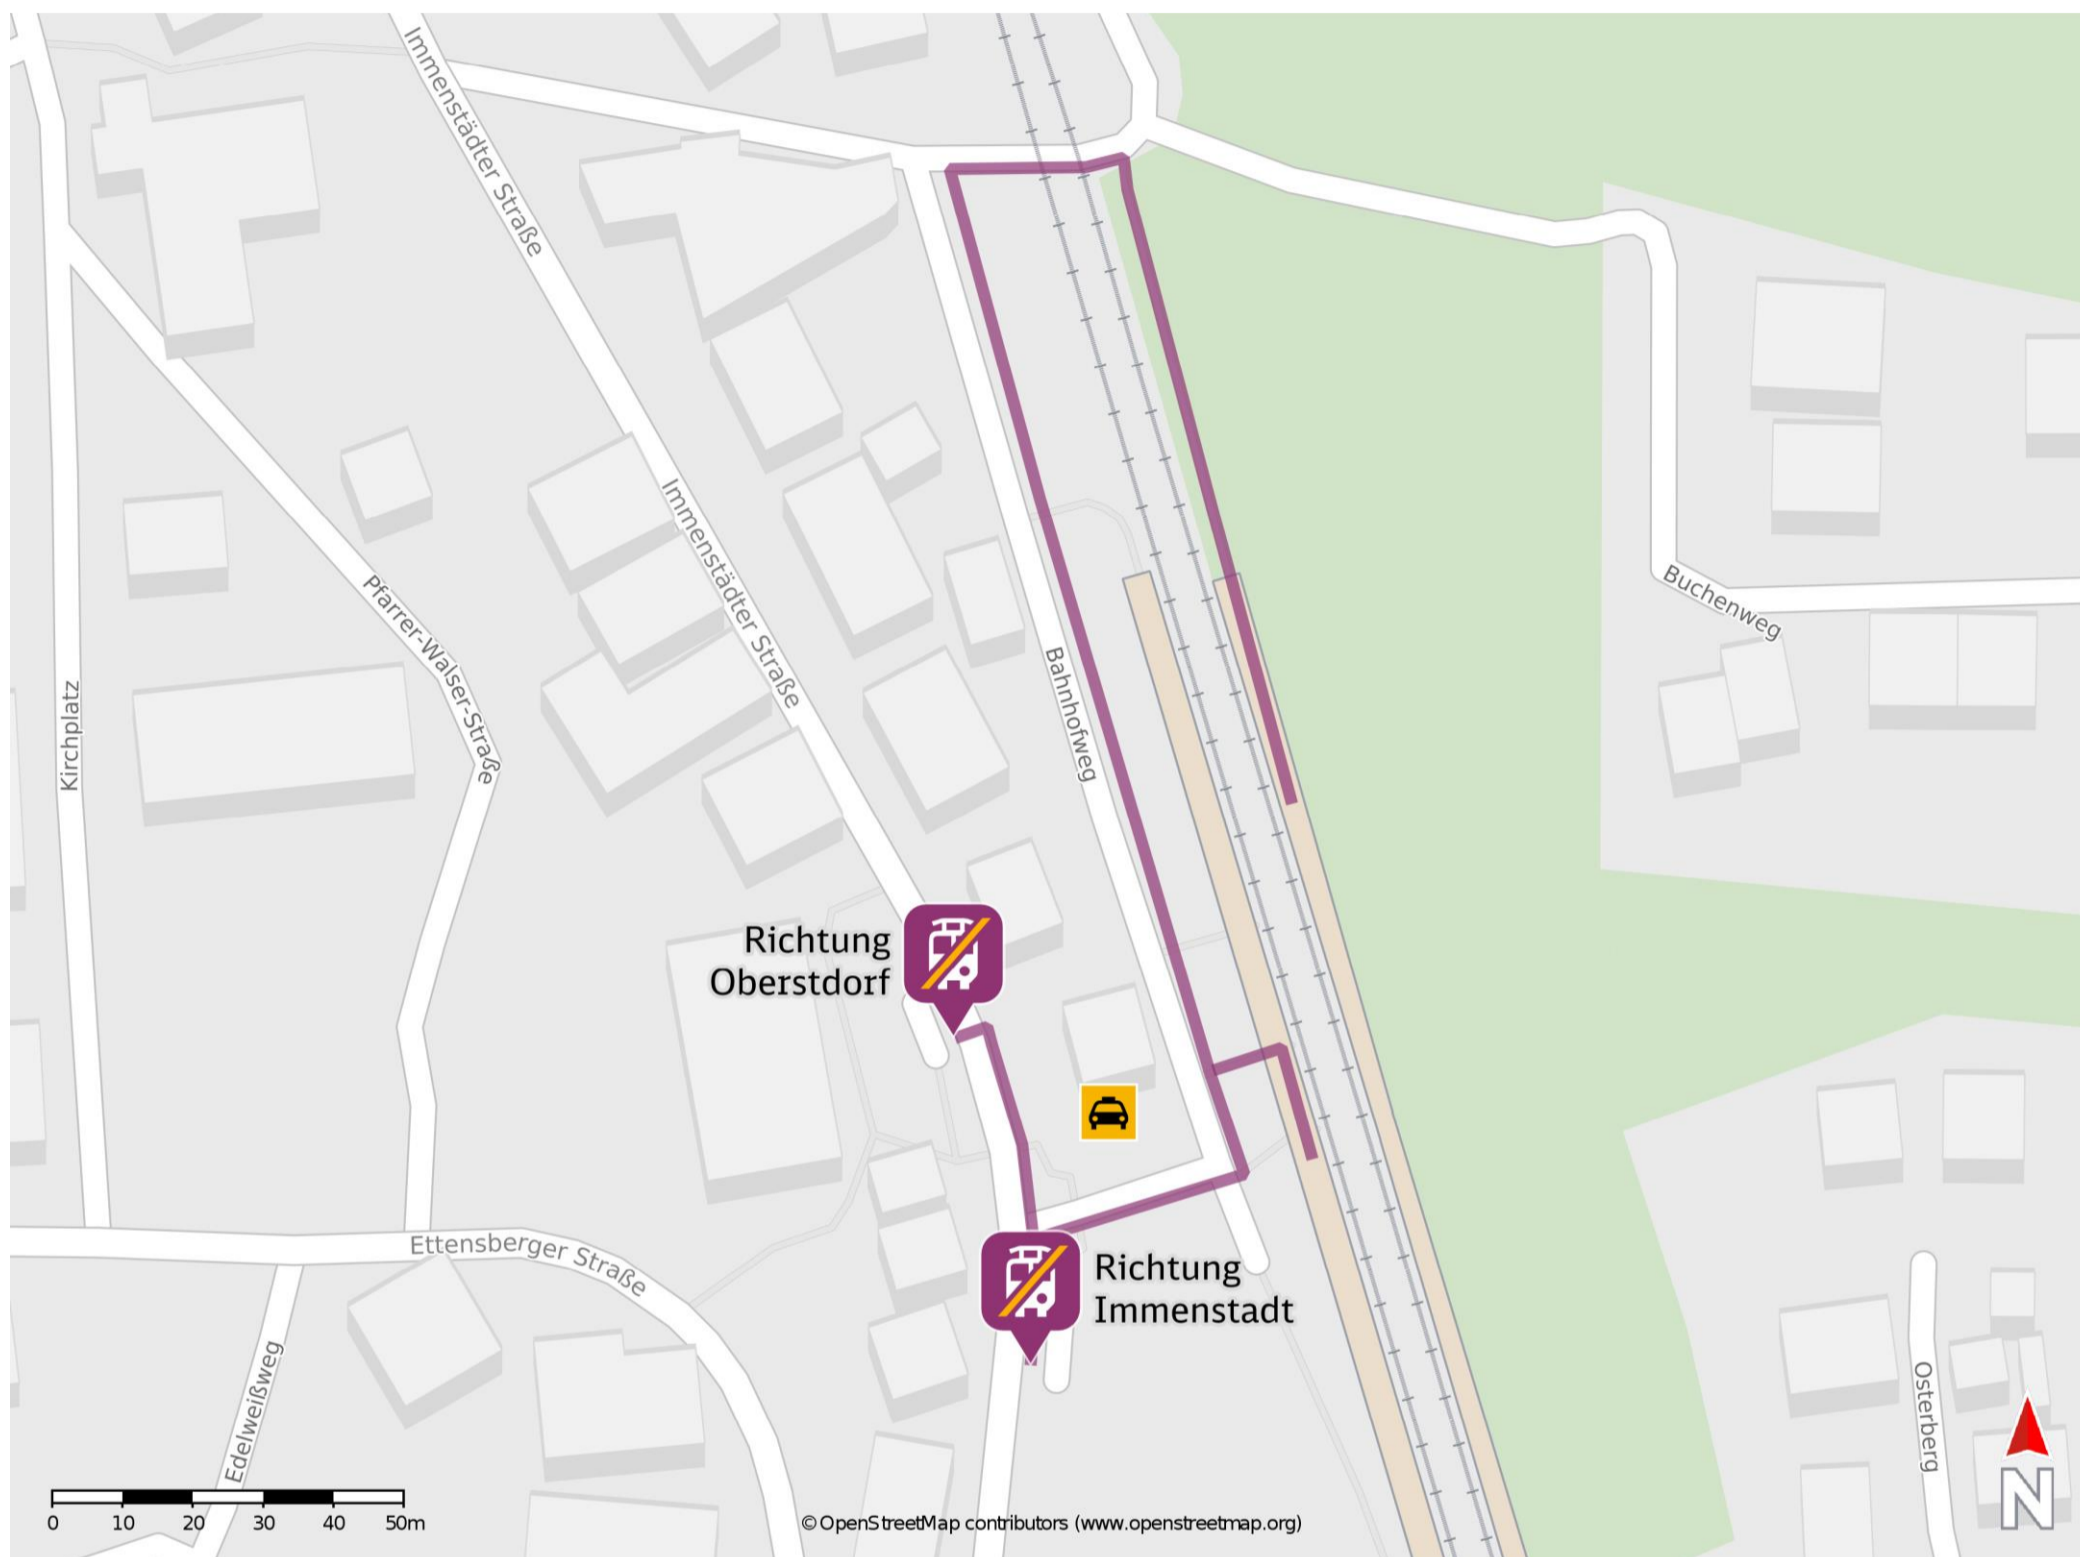 Immenstädter Straße
Immenstädter Straße
Pfarrer-Walser-Straße
Buchenweg
Bahnhofweg
Kirchplatz
Richtung
Oberstdorf
Ettensberger Straße
Richtung
Immenstadt
Edelweißweg
Osterberg
N
0 10 20 30 40 50m
© OpenStreetMap contributors (www.openstreetmap.org)